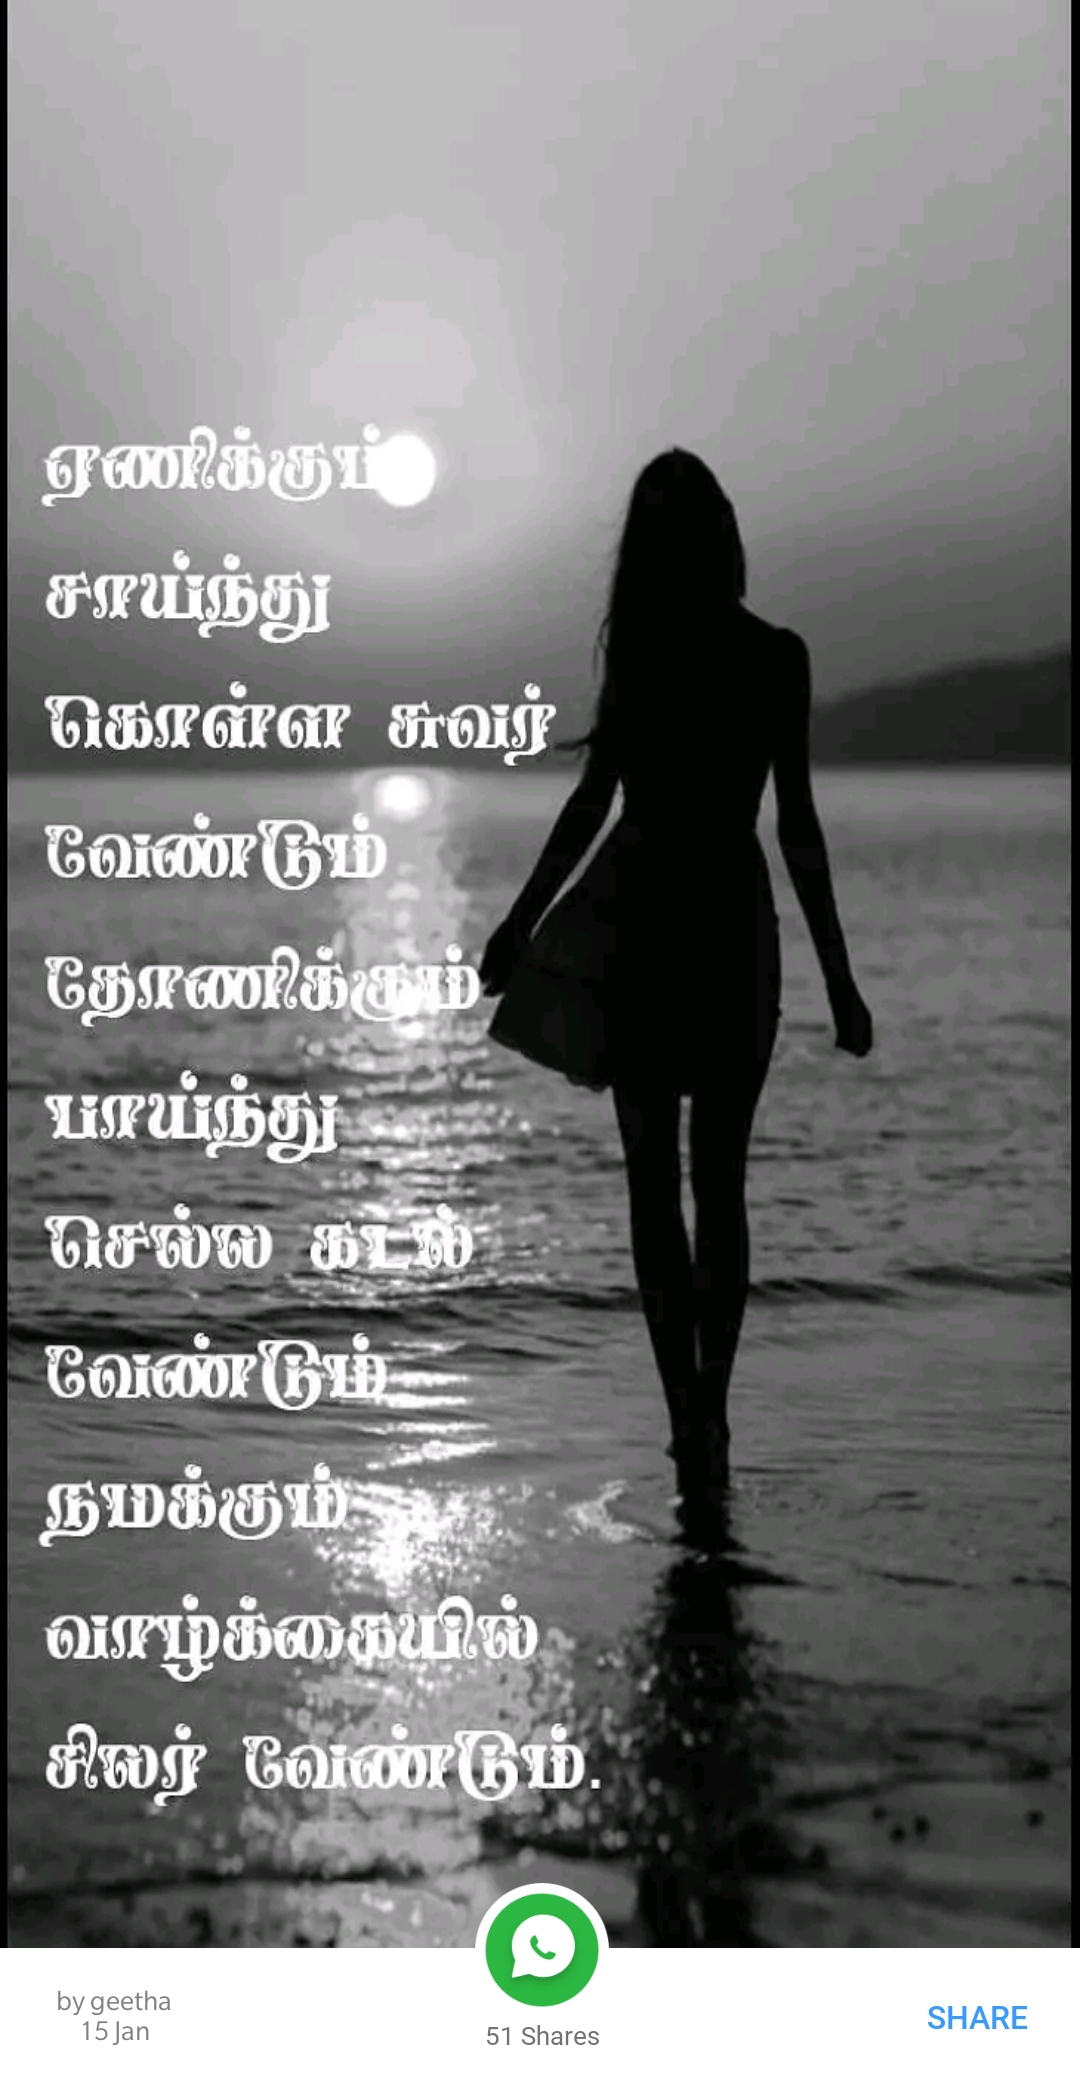 ஏணிக்கும்
சாய்ந்து
கொள்ள சுவர்
வேண்டும்
தோணிக்கும்
பாய்ந்து
செல்ல கடல்
வேண்டும்
நமக்கும்
வாழ்க்கையில்
சிலர் வேண்டும்.
by geetha
15 Jan
51 Shares
SHARE